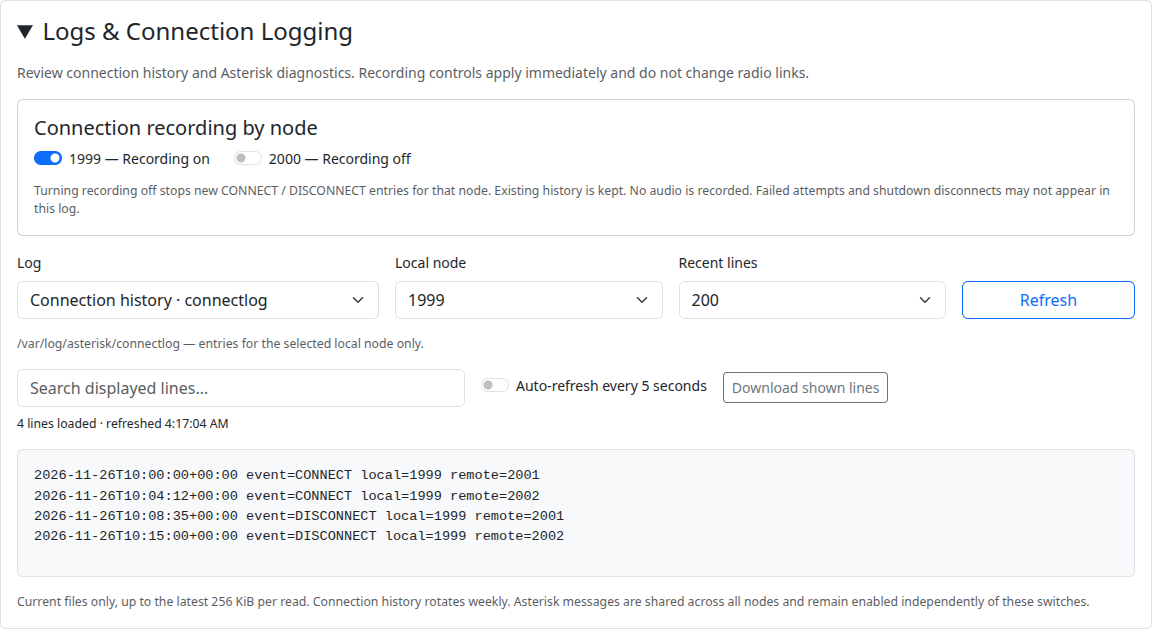 Logs & Connection Logging
Review connection history and Asterisk diagnostics. Recording controls apply immediately and do not change radio links.
Connection recording by node
1999 — Recording on
2000 — Recording off
Turning recording off stops new CONNECT / DISCONNECT entries for that node. Existing history is kept. No audio is recorded. Failed attempts and shutdown disconnects may not appear in
this log.
Log
Local node
Recent lines
Connection history · connectlog
1999
200
Refresh
/var/log/asterisk/connectlog — entries for the selected local node only.
Search displayed lines...
Auto-refresh every 5 seconds
Download shown lines
4 lines loaded · refreshed 4:17:04 AM
2026-11-26T10:00:00+00:00 event=CONNECT local=1999 remote=2001
2026-11-26T10:04:12+00:00 event=CONNECT local=1999 remote=2002
2026-11-26T10:08:35+00:00 event=DISCONNECT local=1999 remote=2001
2026-11-26T10:15:00+00:00 event=DISCONNECT local=1999 remote=2002
Current files only, up to the latest 256 KiB per read. Connection history rotates weekly. Asterisk messages are shared across all nodes and remain enabled independently of these switches.